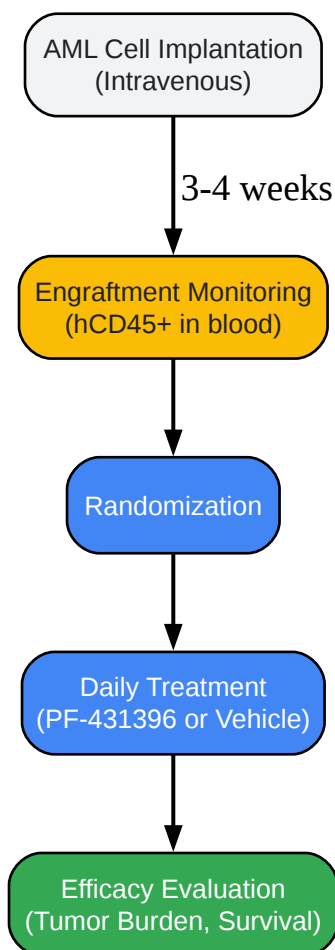 AML Cell Implantation
(Intravenous)
3-4 weeks
Engraftment Monitoring
(hCD45+ in blood)
Randomization
Daily Treatment
(PF-431396 or Vehicle)
Efficacy Evaluation
(Tumor Burden, Survival)